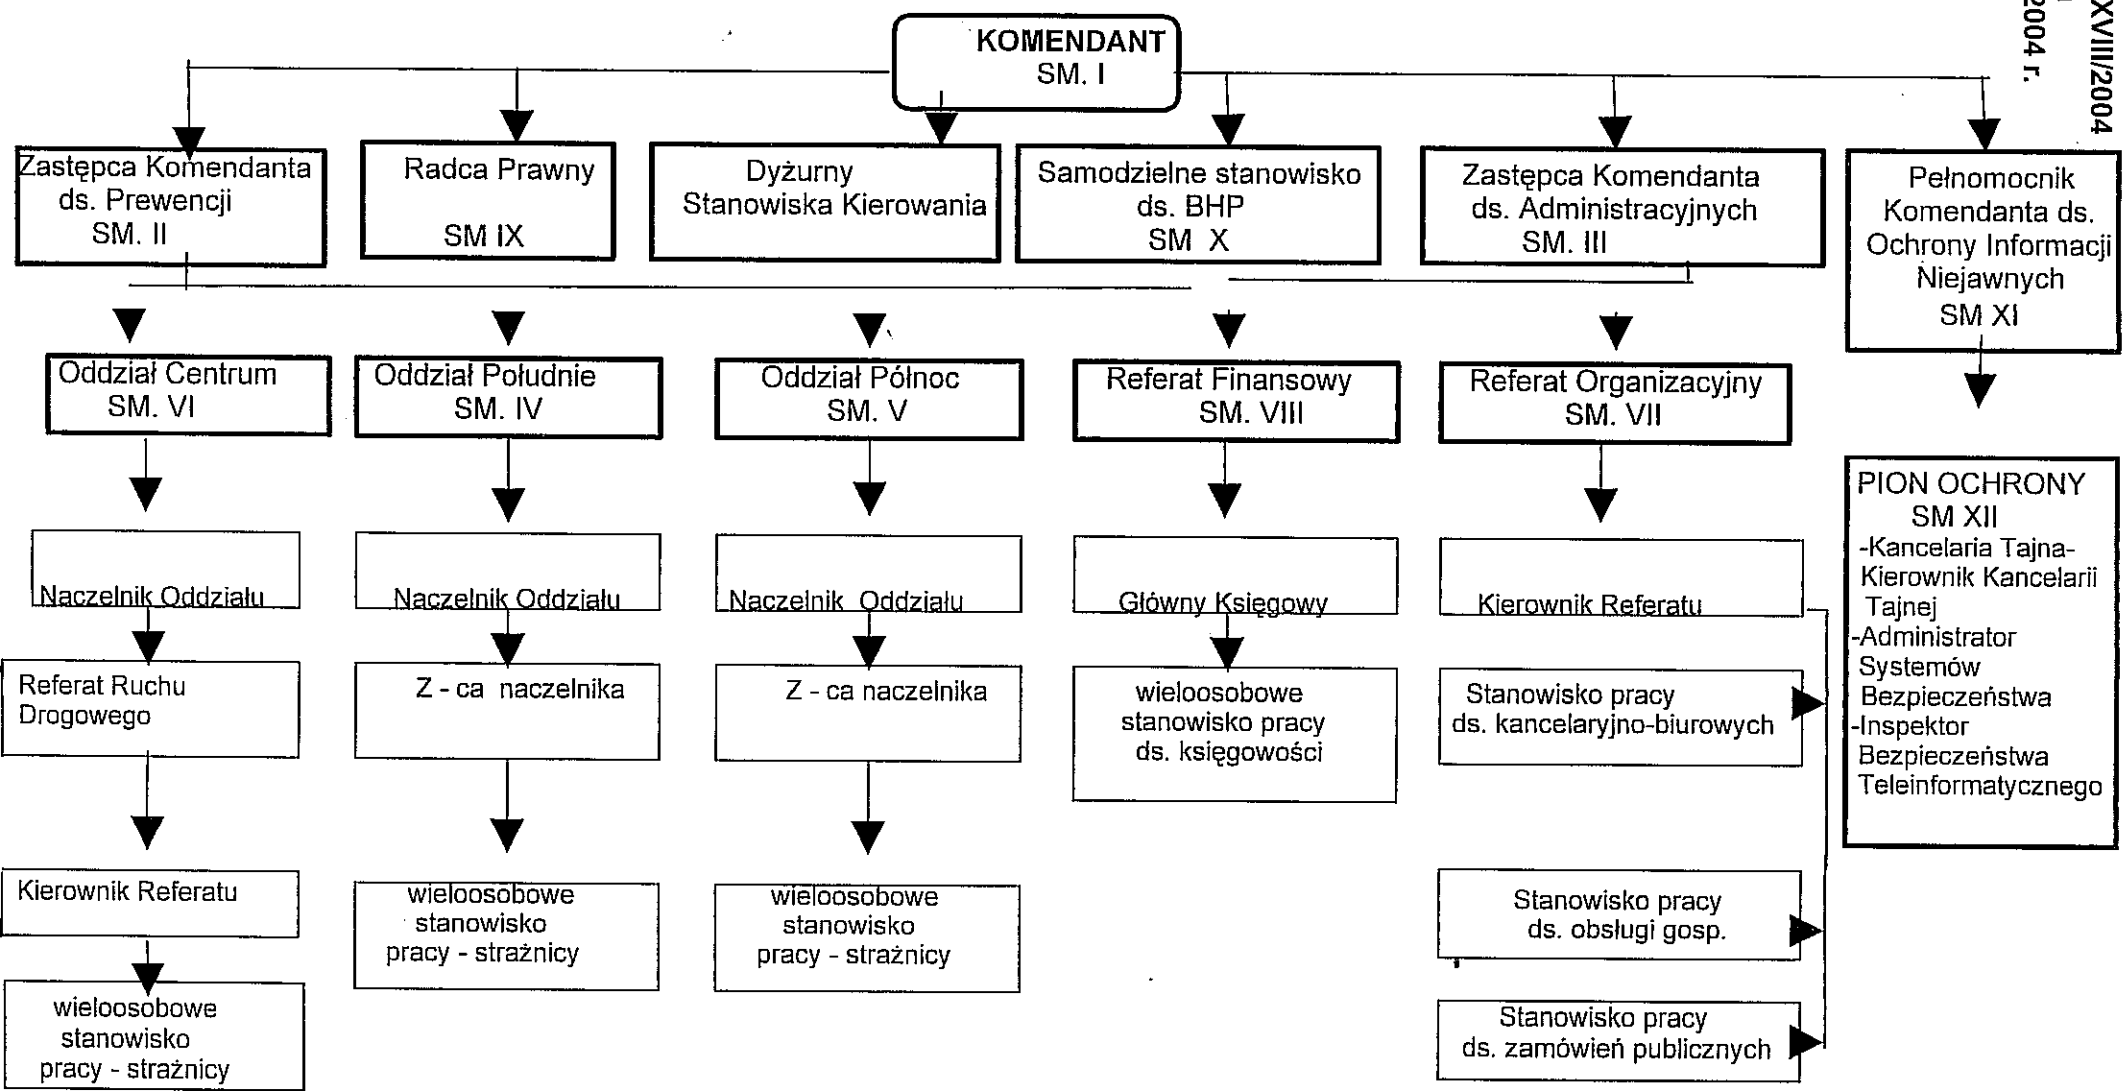 XVIII/2004
2004 r.
KOMENDANT
SM. I
Zastępca Komendanta
ds. Prewencji
SM. II
Radca Prawny
SM IX
Dyżurny
Stanowiska Kierowania
Samodzielne stanowisko
ds. BHP
SM X
Zastępca Komendanta
ds. Administracyjnych
SM. III
Pełnomocnik
Komendanta ds.
Ochrony Informacji
Niejawnych
SM XI
Oddział Centrum
SM. VI
Oddział Południe
SM. IV
Oddział Północ
SM. V
Referat Finansowy
SM. VIII
Referat Organizacyjny
SM. VII
PION OCHRONY
SM XII
-Kancelaria Tajna-
Kierownik Kancelarii
Tajnej
-Administrator
Systemów
Bezpieczeństwa
-Inspektor
Bezpieczeństwa
Teleinformatycznego
Naczelnik Oddziału
Naczelnik Oddziału
Naczelnik Oddziału
Główny Księgowy
Kierownik Referatu
Referat Ruchu
Drogowego
Z - ca naczelnika
Z - ca naczelnika
wieloosobowe
stanowisko pracy
ds. księgowości
Stanowisko pracy
ds. kancelaryjno-biurowych
Kierownik Referatu
wieloosobowe
stanowisko
pracy - strażnicy
wieloosobowe
stanowisko
pracy - strażnicy
Stanowisko pracy
ds. obsługi gosp.
wieloosobowe
stanowisko
pracy - strażnicy
Stanowisko pracy
ds. zamówień publicznych